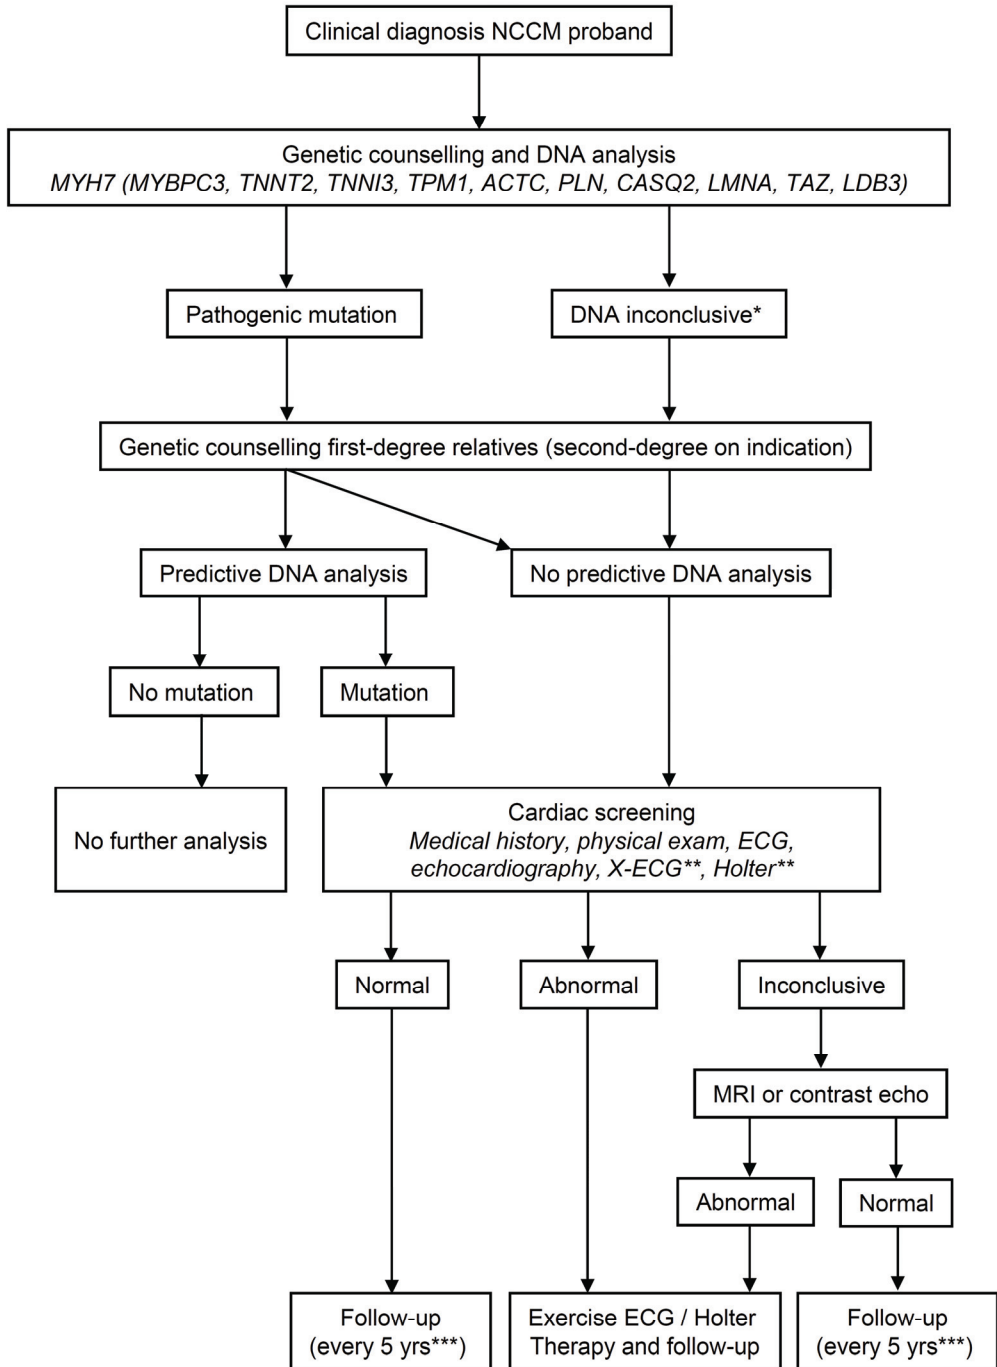 Clinical diagnosis NCCM proband
Genetic counselling and DNA analysis
MYH7 (MYBPC3, TNNT2, TNNI3, TPM1, ACTC, PLN, CASQ2, LMNA, TAZ, LDB3)
Pathogenic mutation
DNA inconclusive*
Genetic counselling first-degree relatives (second-degree on indication)
Predictive DNA analysis
No predictive DNA analysis
No mutation
Mutation
No further analysis
Cardiac screening
Medical history, physical exam, ECG,
echocardiography, X-ECG**, Holter**
Normal
Abnormal
Inconclusive
MRI or contrast echo
Abnormal
Normal
Follow-up
(every 5 yrs***)
Exercise ECG / Holter
Therapy and follow-up
Follow-up
(every 5 yrs***)